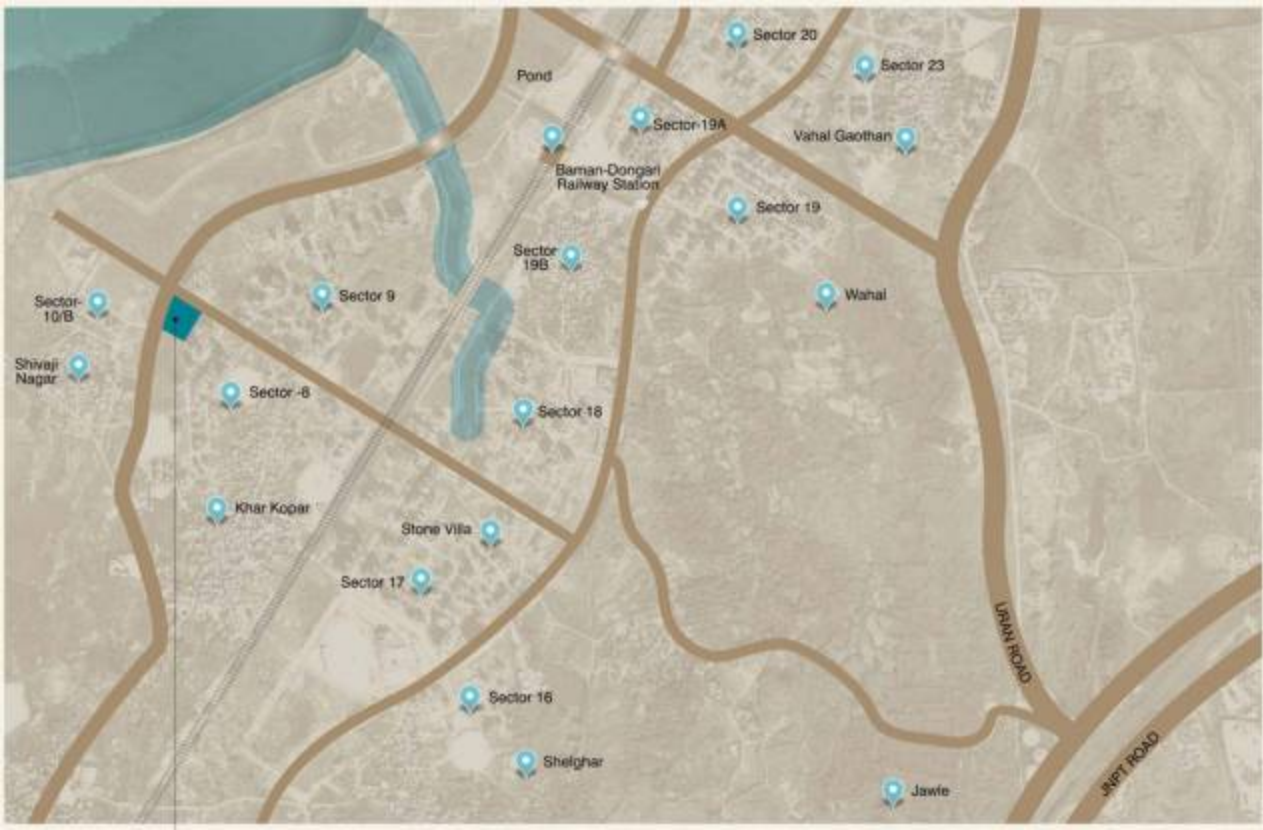 Sector 20
Sector 23
Pond
Sector-19A
Vahal Gaothan
Baman-Dongari
Railway Station
Sector 19
Sector
19B
Sector 9
Wahal
Sector-
10/B
Shivaji
Nagar
Sector -8
Sector 18
Khar Kopar
Stone Villa
Sector 17
URAN ROAD
Sector 16
Shelghar
JNPT ROAD
Jawle